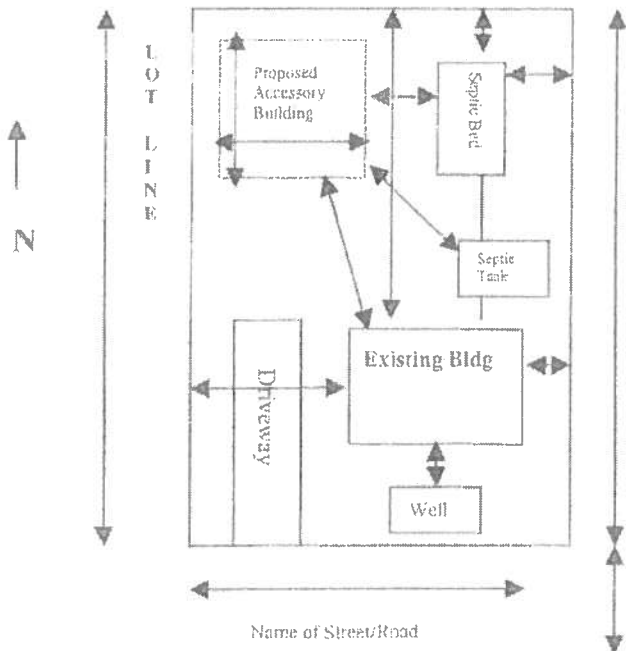 LOT LINE
N
Proposed
Accessory
Building
Septic Bed
Septic
Tank
Existing Bldg
Driveway
Well
Name of Street/Road